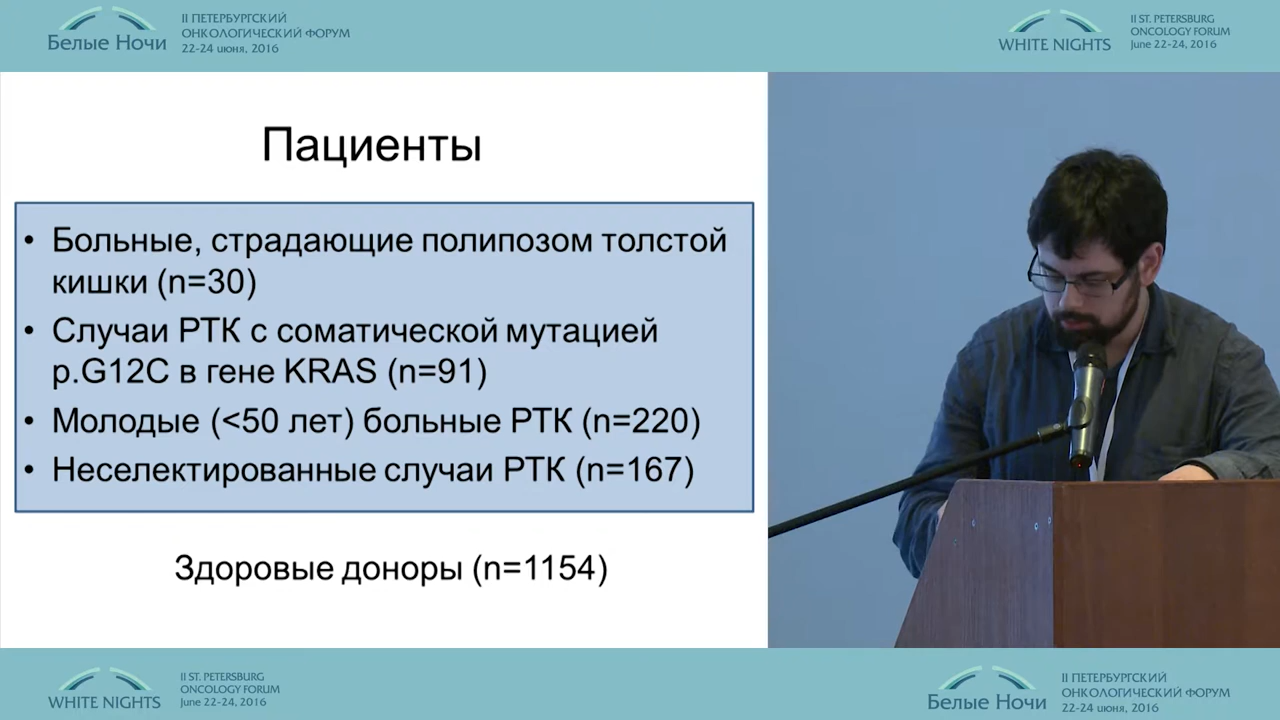 Белые Ночи
II ПЕТЕРБУРГСКИЙ
ОНКОЛОГИЧЕСКИЙ ФОРУМ
22-24 июня, 2016
WHITE NIGHTS
II ST. PETERSBURG
ONCOLOGY FORUM
June 22-24, 2016
Пациенты
• Больные, страдающие полипозом толстой
кишки (n=30)
• Случаи РТК с соматической мутацией
p.G12C в гене KRAS (n=91)
• Молодые (<50 лет) больные РТК (n=220)
• Неселектированные случаи РТК (n=167)
Здоровые доноры (n=1154)
WHITE NIGHTS
II ST. PETERSBURG
ONCOLOGY FORUM
June 22-24, 2016
Белые Ночи
II ПЕТЕРБУРГСКИЙ
ОНКОЛОГИЧЕСКИЙ ФОРУМ
22-24 июня, 2016